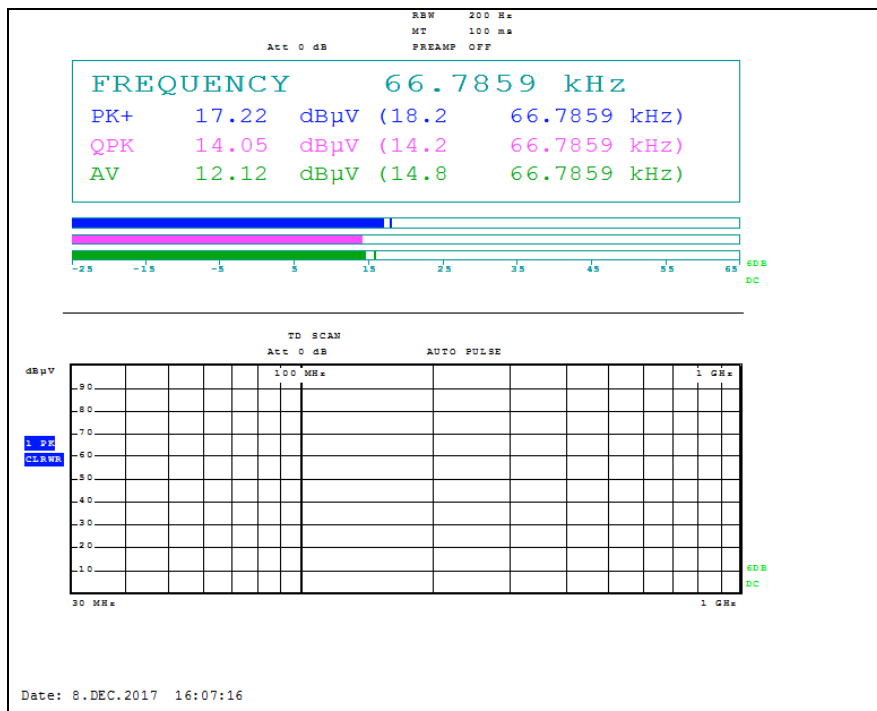 RBW 200 Hz
MT 100 ms
Att 0 dB PREAMP OFF
FREQUENCY 66.7859 kHz
PK+ 17.22 dBµV (18.2 66.7859 kHz)
QPK 14.05 dBµV (14.2 66.7859 kHz)
AV 12.12 dBµV (14.8 66.7859 kHz)
-25 -15 -5 5 15 25 35 45 55 65
6DB
DC
TD SCAN
Att 0 dB AUTO PULSE
dBµV
100 MHz 1 GHz
90
80
70
1 PK
60
CLRWR
50
40
30
20
10
6DB
DC
30 MHz 1 GHz
Date: 8.DEC.2017 16:07:16